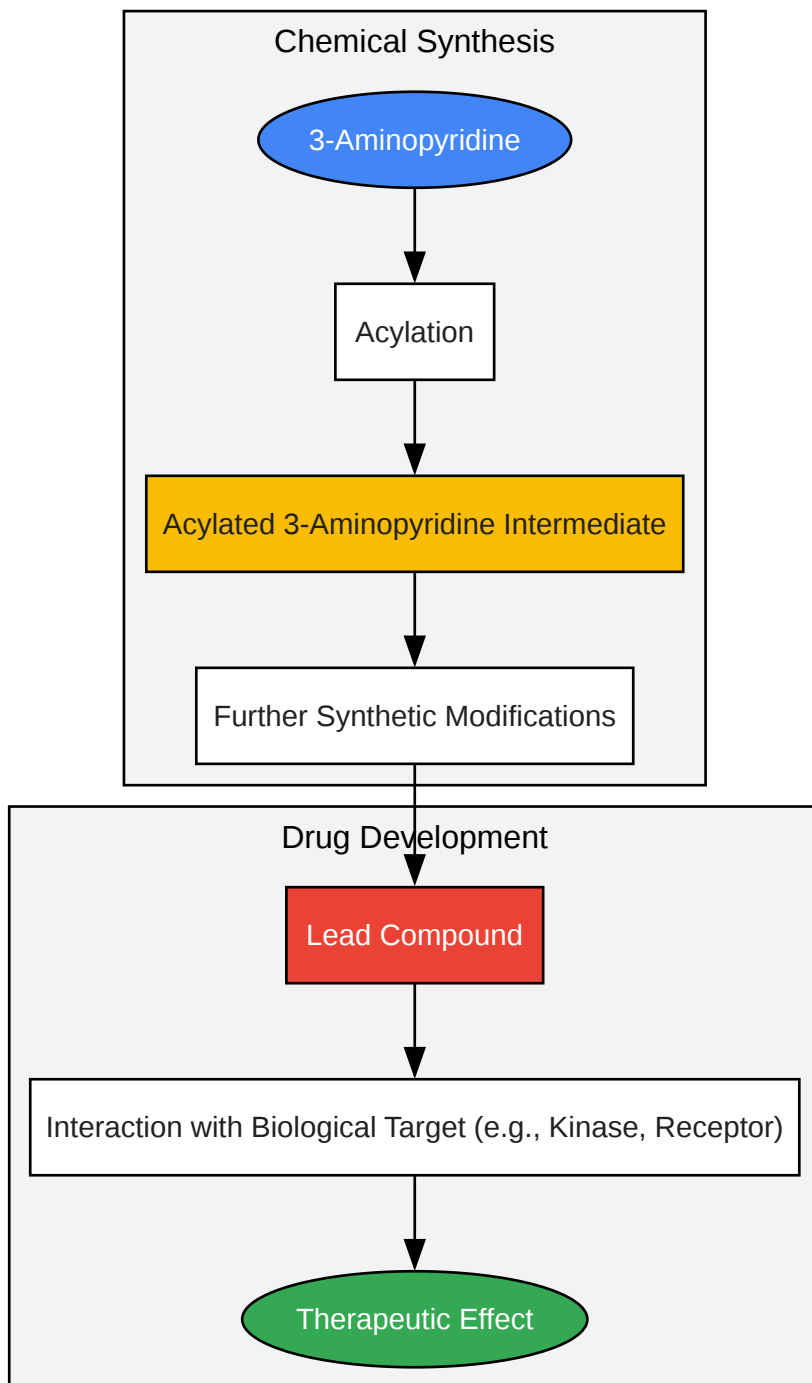 Chemical Synthesis
3-Aminopyridine
Acylation
Acylated 3-Aminopyridine Intermediate
Further Synthetic Modifications
Drug Development
Lead Compound
Interaction with Biological Target (e.g., Kinase, Receptor)
Therapeutic Effect